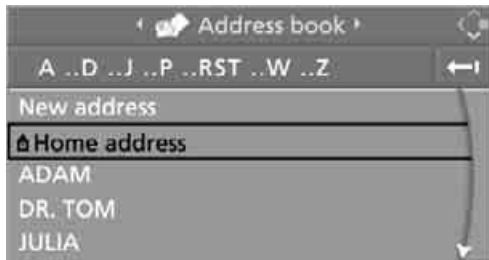 Address book
A ..D ..J ..P ..RST ..W ..Z
New address
Home address
ADAM
DR. TOM
JULIA